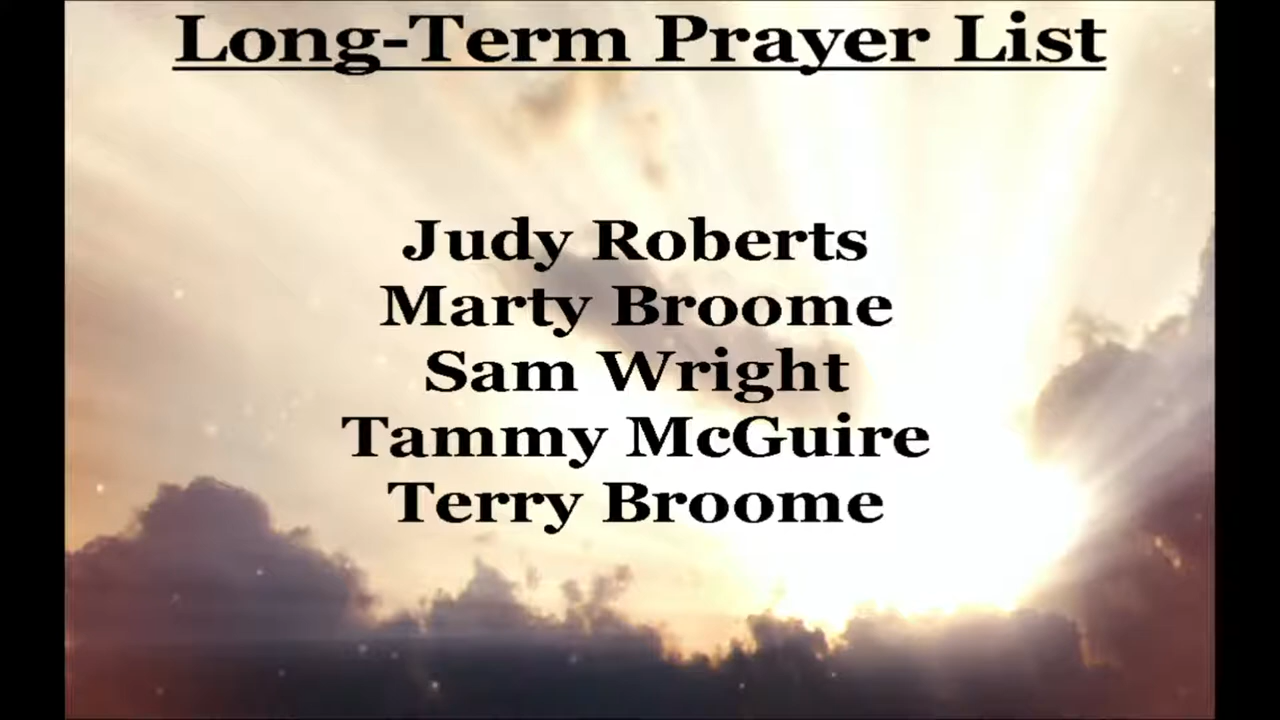 Long-Term Prayer List
Judy Roberts
Marty Broome
Sam Wright
Tammy McGuire
Terry Broome